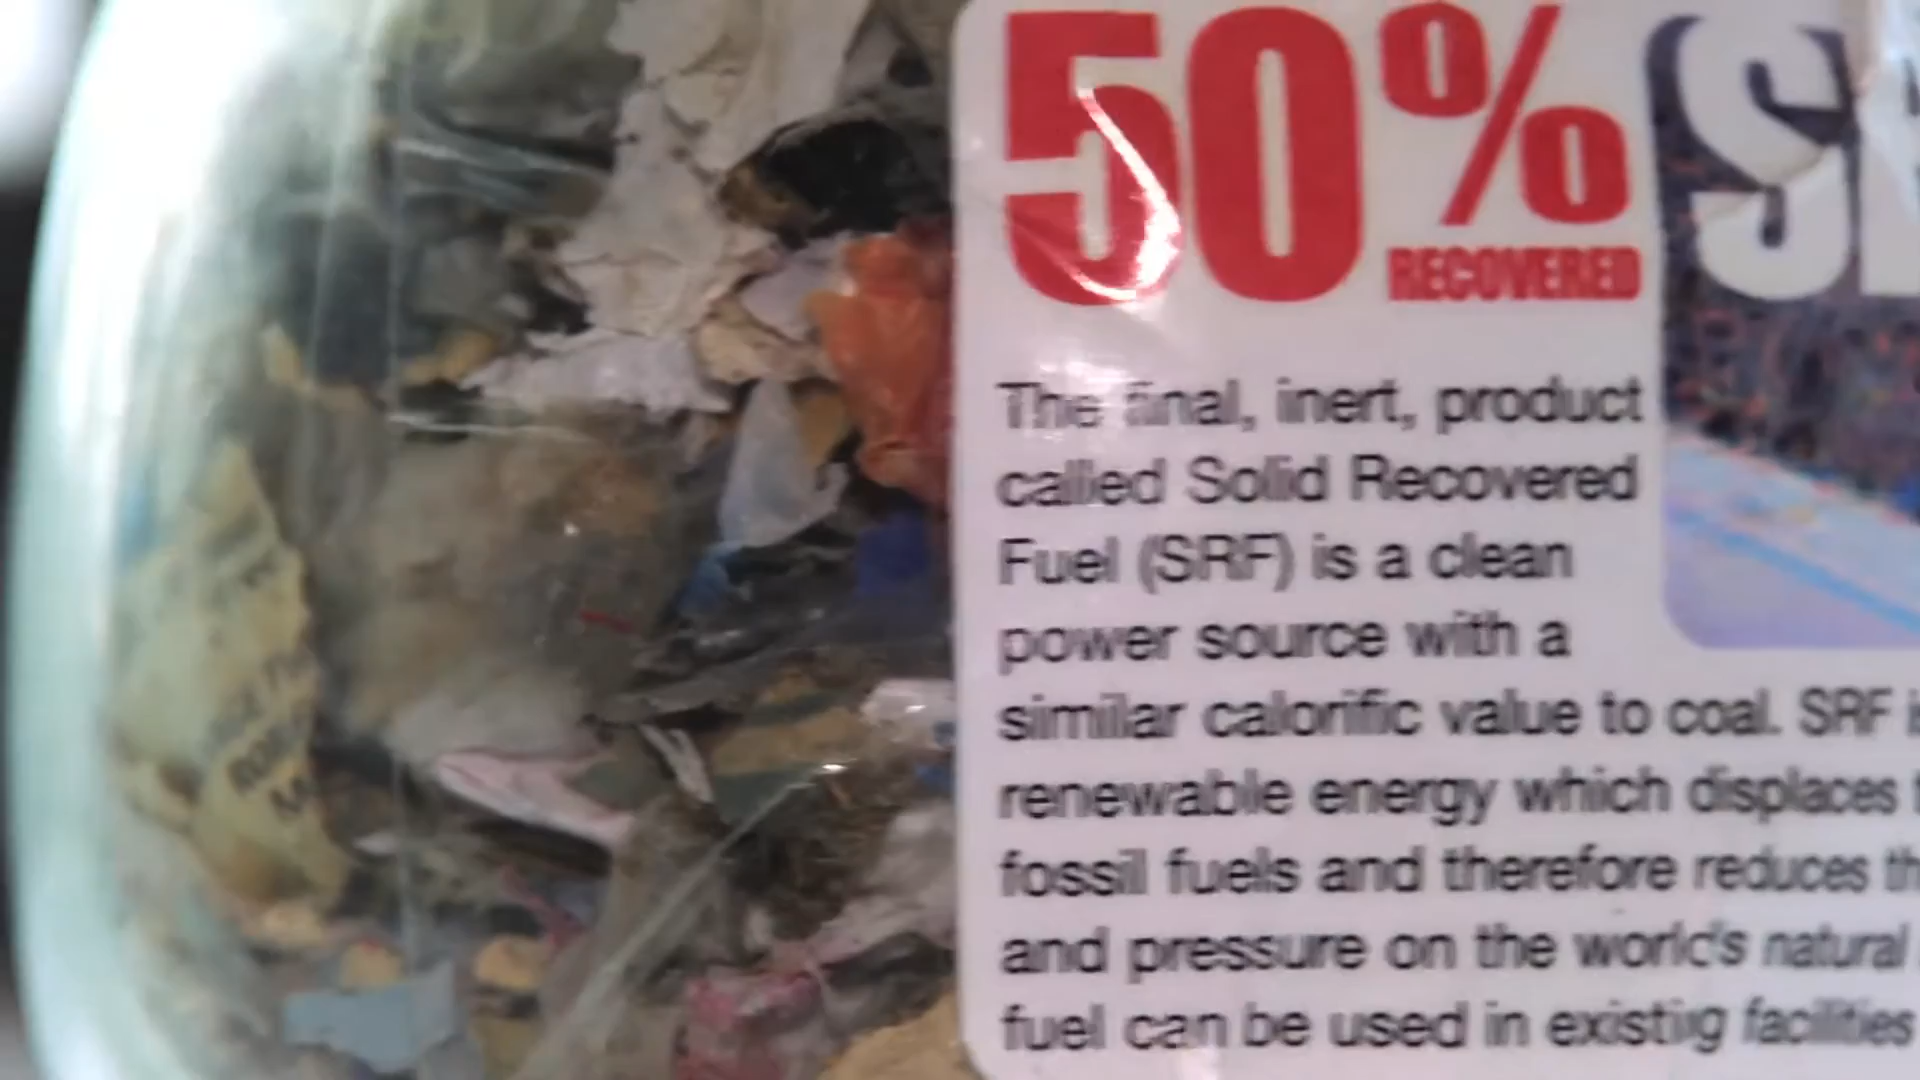 50%
RECOVERED
The final, inert, product
called Solid Recovered
Fuel (SRF) is a clean
power source with a
similar calorific value to coal. SRF
renewable energy which displaces
fossil fuels and therefore reduces
and pressure on the world's natural
fuel can be used in existing facilities